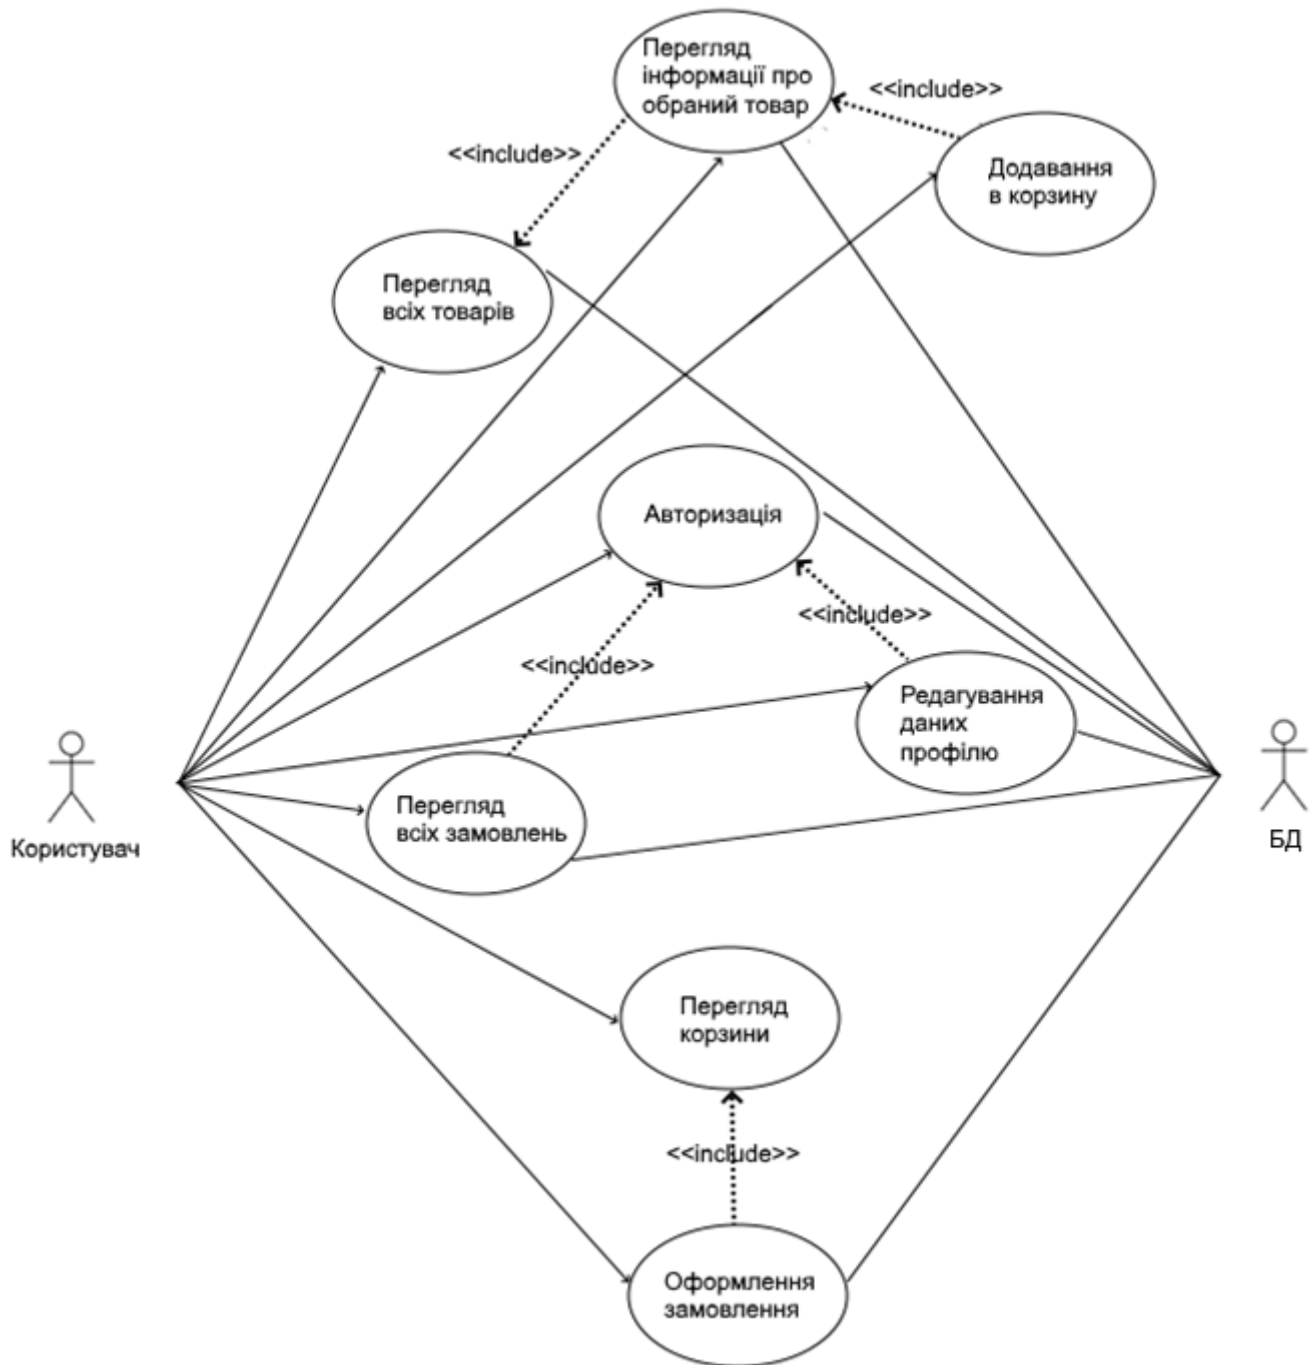 Перегляд
інформації про
обраний товар
<<include>>
<<include>>
Додавання
в корзину
Перегляд
всіх товарів
Авторизація
<<include>>
<<include>>
Редагування
даних
профілю
Перегляд
всіх замовлень
Користувач
БД
Перегляд
корзини
<<include>>
Оформлення
замовлення